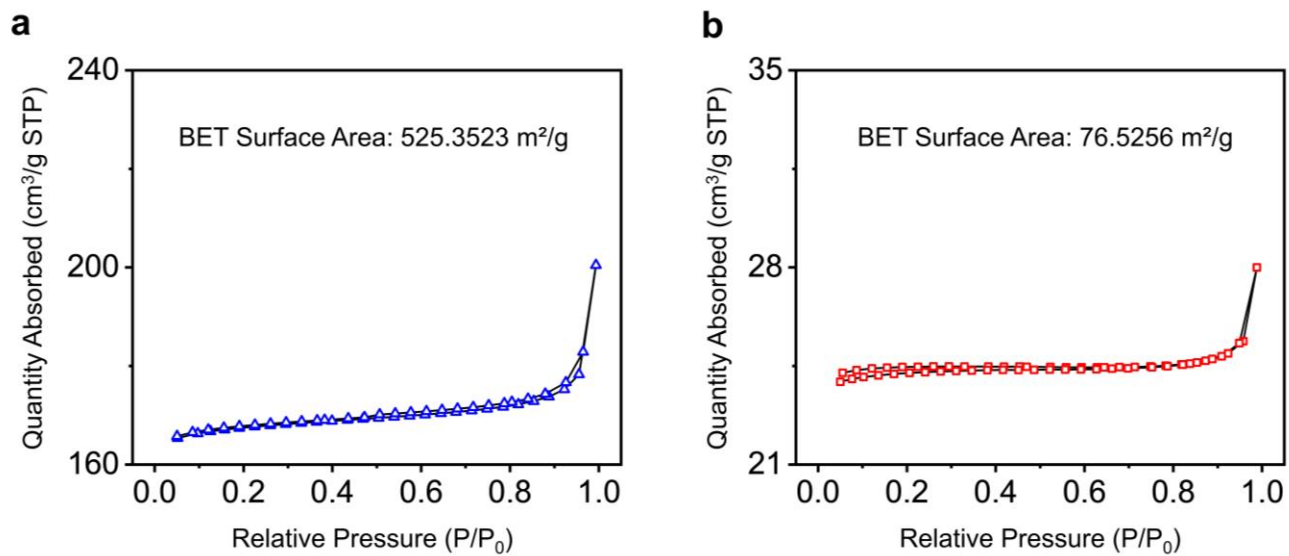 a
BET Surface Area: 525.3523 m²/g
Quantity Absorbed (cm³/g STP)
240
200
160
0.0 0.2 0.4 0.6 0.8 1.0
Relative Pressure (P/P₀)
b
BET Surface Area: 76.5256 m²/g
Quantity Absorbed (cm³/g STP)
35
28
21
0.0 0.2 0.4 0.6 0.8 1.0
Relative Pressure (P/P₀)